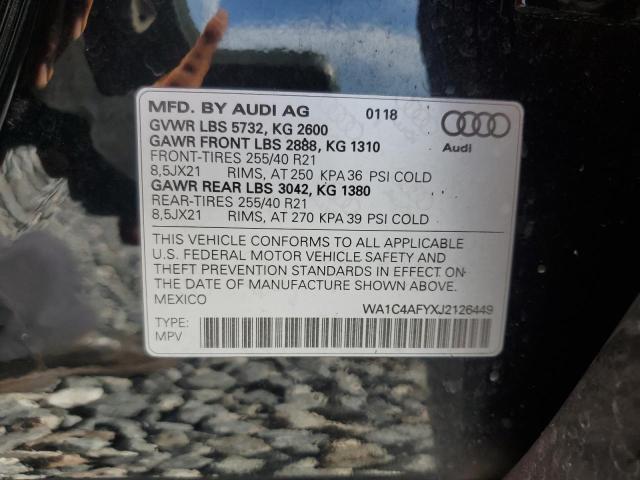 MFD. BY AUDI AG 0118
GVWR LBS 5732, KG 2600
GAWR FRONT LBS 2888, KG 1310
FRONT-TIRES 255/40 R21
8,5JX21 RIMS, AT 250 KPA 36 PSI COLD
GAWR REAR LBS 3042, KG 1380
REAR-TIRES 255/40 R21
8,5JX21 RIMS, AT 270 KPA 39 PSI COLD
Audi
THIS VEHICLE CONFORMS TO ALL APPLICABLE
U.S. FEDERAL MOTOR VEHICLE SAFETY AND
THEFT PREVENTION STANDARDS IN EFFECT ON
THE DATE OF MANUFACTURE SHOWN ABOVE.
MEXICO
WA1C4AFYXJ2126449
TYPE:
MPV